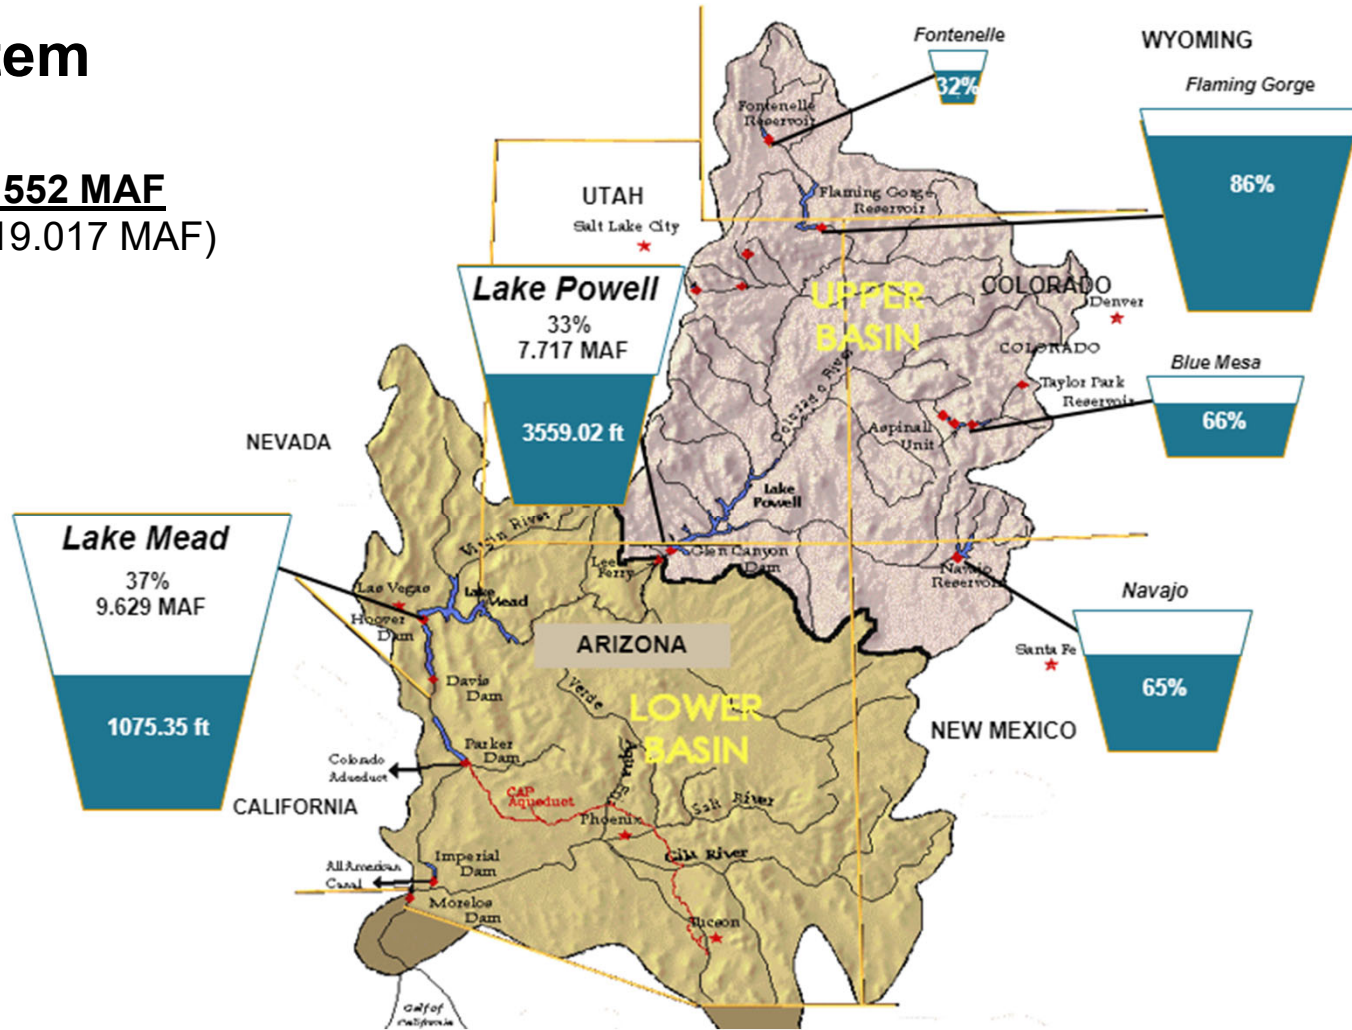 tem
552 MAF
19.017 MAF)
Fontenelle
32%
WYOMING
Flaming Gorge
86%
Fontenelle
Reservoir
Flaming Gorge
Reservoir
UTAH
Salt Lake City
Lake Powell
33%
7.717 MAF
3559.02 ft
UPPER
BASIN
COLORADO
Denver
COLORADO
Blue Mesa
66%
Taylor Park
Reservoir
Aspinall
Unit
Colorado River
NEVADA
Lake
Powell
Virgin River
Lee
Ferry
Glen Canyon
Dam
Navajo
Reservoir
Lake Mead
37%
9.629 MAF
1075.35 ft
Las Vegas
Lake
Mead
Hoover
Dam
ARIZONA
Navajo
65%
Santa Fe
Davis
Dam
Verde
LOWER
BASIN
NEW MEXICO
Parker
Dam
Colorado
Aqueduct
CALIFORNIA
CAP
Aqueduct
Agua
Salt River
Phoenix
Gila River
Imperial
Dam
All American
Canal
Morelos
Dam
Tucson
Gulf of
California